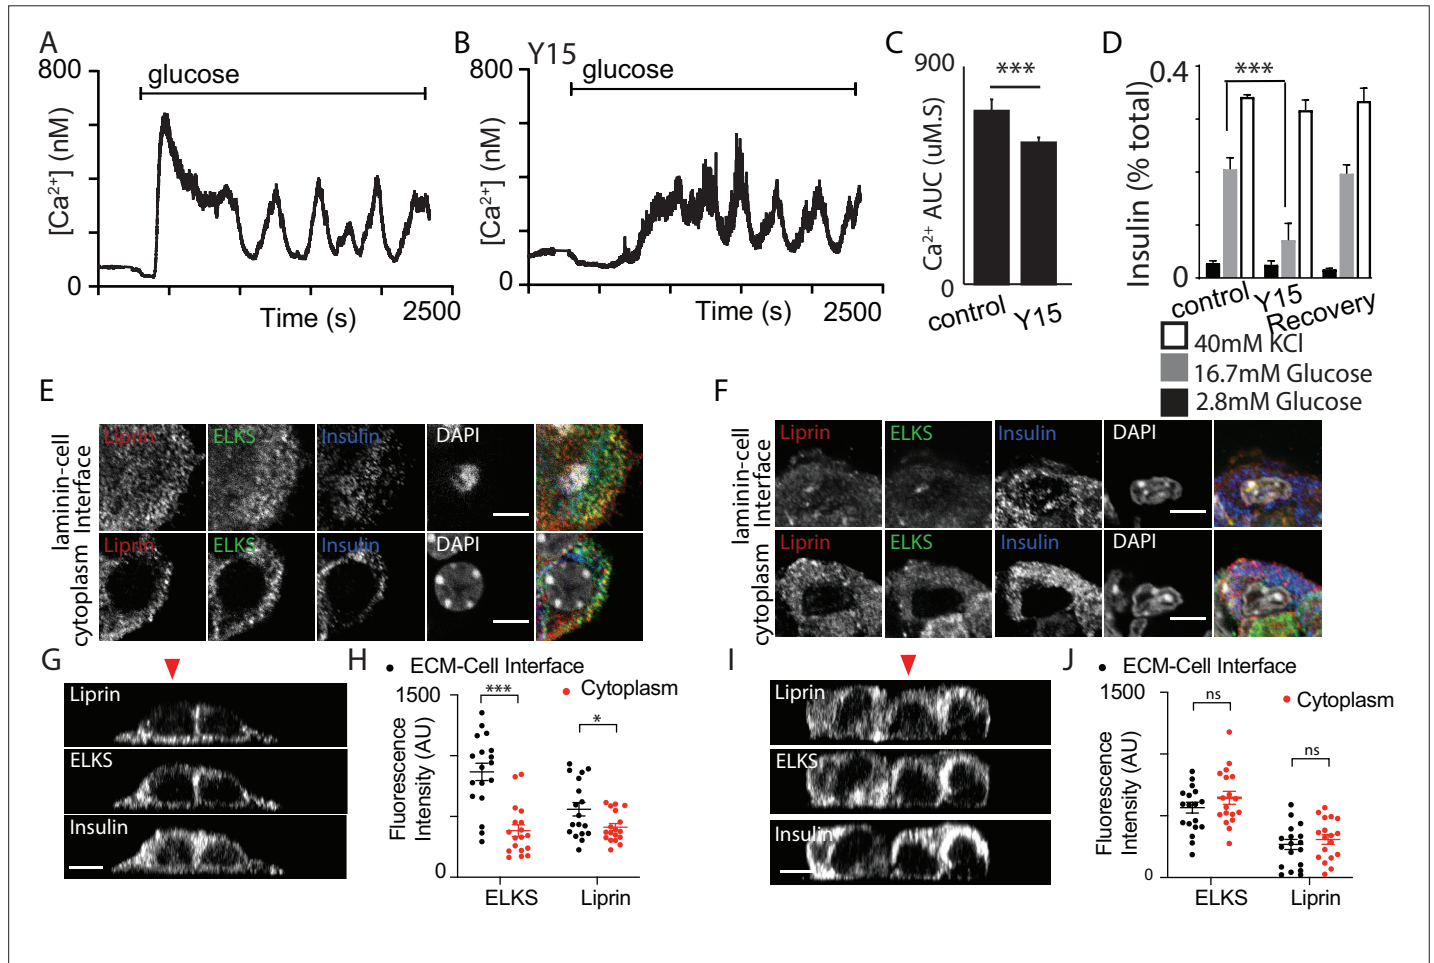 A
800
[Ca²⁺] (nM)
0
glucose
Time (s)
2500
B
Y15
800
[Ca²⁺] (nM)
0
glucose
Time (s)
2500
C
900
Ca²⁺ AUC (uM.S)
0
***
control
Y15
D
0.4
Insulin (% total)
0
***
control
Y15
Recovery
40mM KCl
16.7mM Glucose
2.8mM Glucose
E
laminin-cell
Interface
Liprin
ELKS
Insulin
DAPI
cytoplasm
Liprin
ELKS
Insulin
DAPI
F
laminin-cell
Interface
Liprin
ELKS
Insulin
DAPI
cytoplasm
Liprin
ELKS
Insulin
DAPI
G
Liprin
ELKS
Insulin
H
ECM-Cell Interface
Cytoplasm
1500
Fluorescence
Intensity (AU)
0
***
*
ELKS
Liprin
I
Liprin
ELKS
Insulin
J
ECM-Cell Interface
Cytoplasm
1500
Fluorescence
Intensity (AU)
0
ns
ns
ELKS
Liprin